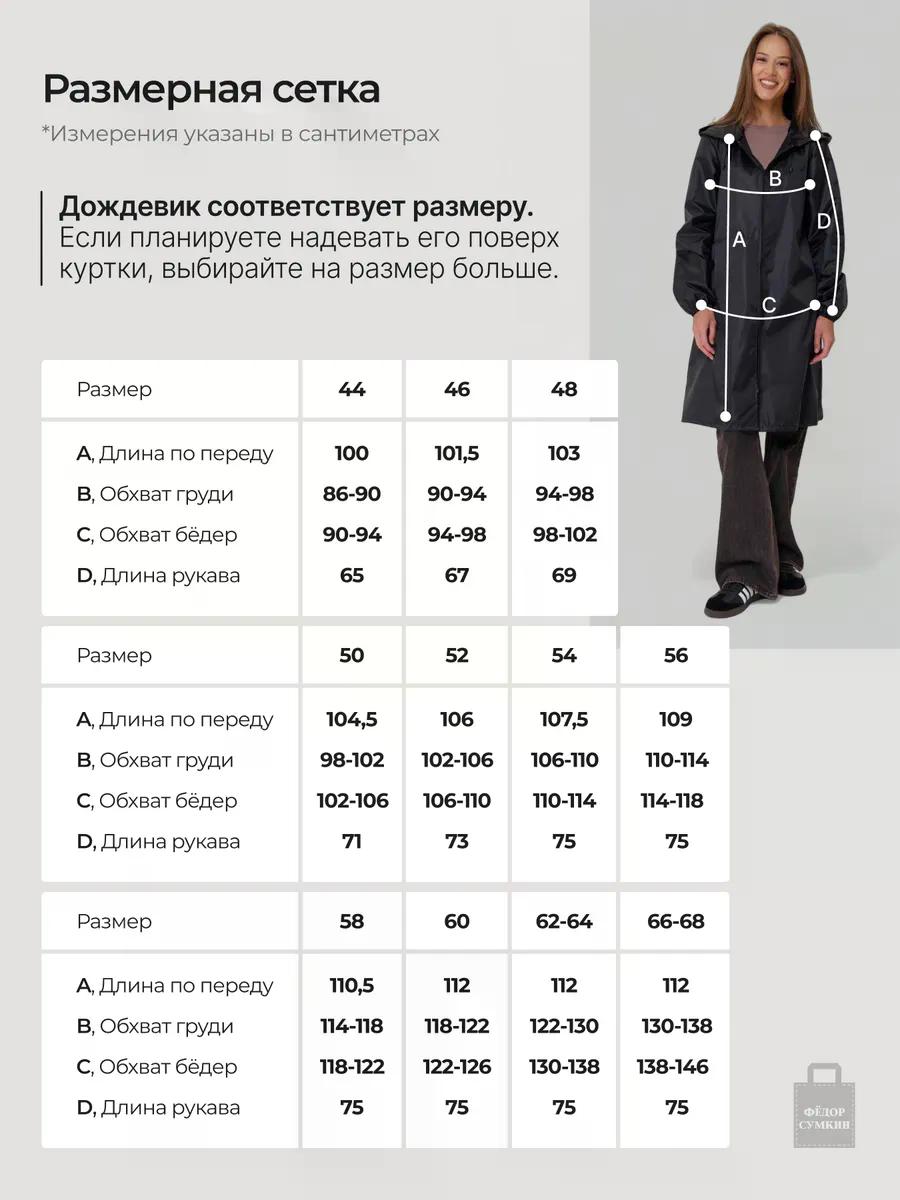 Размерная сетка
*Измерения указаны в сантиметрах
Дождевик соответствует размеру.
Если планируете надевать его поверх
куртки, выбирайте на размер больше.
B
D
A
C
Размер 44 46 48
A, Длина по переду 100 101,5 103
B, Обхват груди 86-90 90-94 94-98
C, Обхват бёдер 90-94 94-98 98-102
D, Длина рукава 65 67 69
Размер 50 52 54 56
A, Длина по переду 104,5 106 107,5 109
B, Обхват груди 98-102 102-106 106-110 110-114
C, Обхват бёдер 102-106 106-110 110-114 114-118
D, Длина рукава 71 73 75 75
Размер 58 60 62-64 66-68
A, Длина по переду 110,5 112 112 112
B, Обхват груди 114-118 118-122 122-130 130-138
C, Обхват бёдер 118-122 122-126 130-138 138-146
D, Длина рукава 75 75 75 75
ФЁДОР
СУМКИН